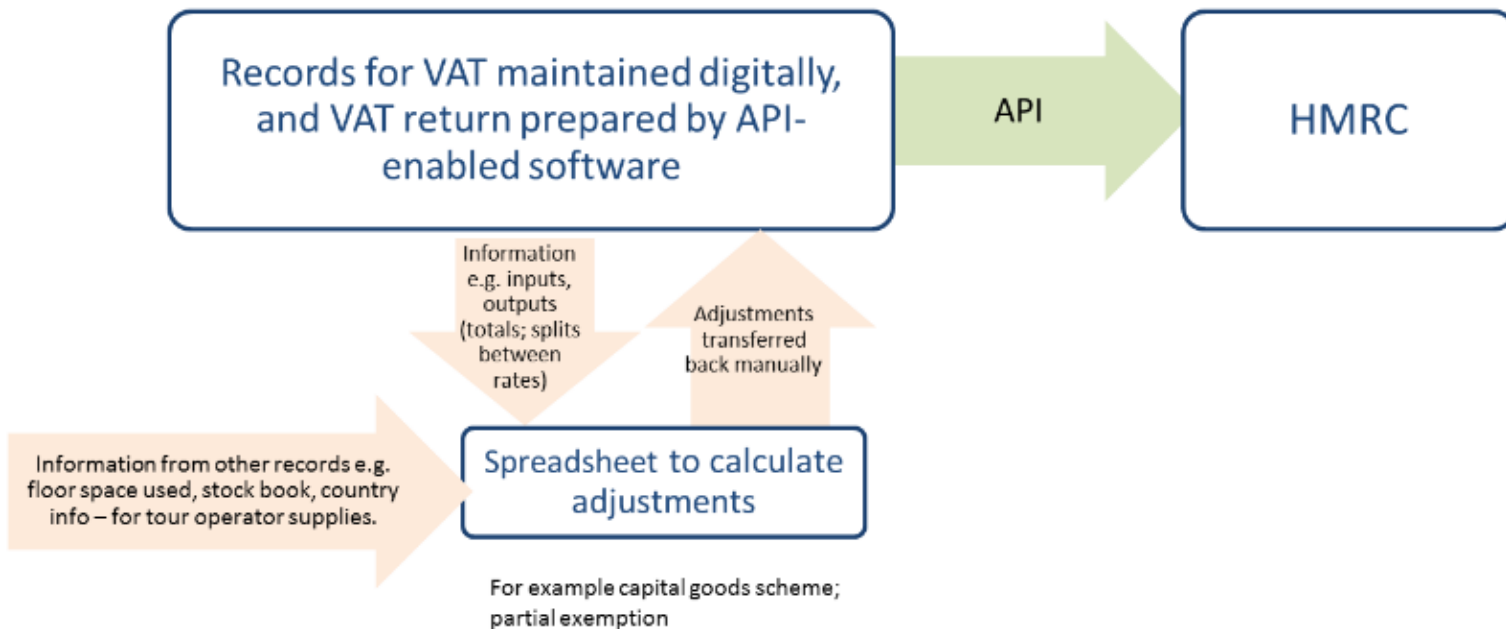 Records for VAT maintained digitally,
and VAT return prepared by API-
enabled software
API
HMRC
Information
e.g. inputs,
outputs
(totals; splits
between
rates)
Adjustments
transferred
back manually
Information from other records e.g.
floor space used, stock book, country
info – for tour operator supplies.
Spreadsheet to calculate
adjustments
For example capital goods scheme;
partial exemption